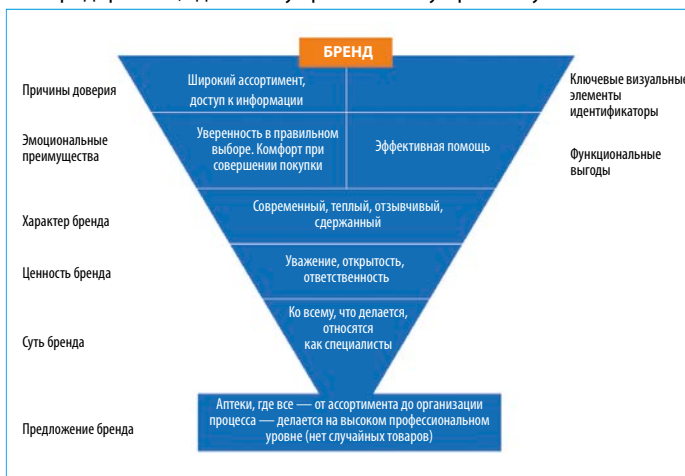 БРЕНД
Причины доверия
Широкий ассортимент,
доступ к информации
Ключевые визуальные
элементы
идентификаторы
Эмоциональные
преимущества
Уверенность в правильном
выборе. Комфорт при
совершении покупки
Эффективная помощь
Функциональные
выгоды
Характер бренда
Современный, теплый, отзывчивый,
сдержанный
Ценность бренда
Уважение, открытость,
ответственность
Суть бренда
Ко всему, что делается,
относятся
как специалисты
Предложение бренда
Аптеки, где все — от ассортимента до организации
процесса — делается на высоком профессиональном
уровне (нет случайных товаров)